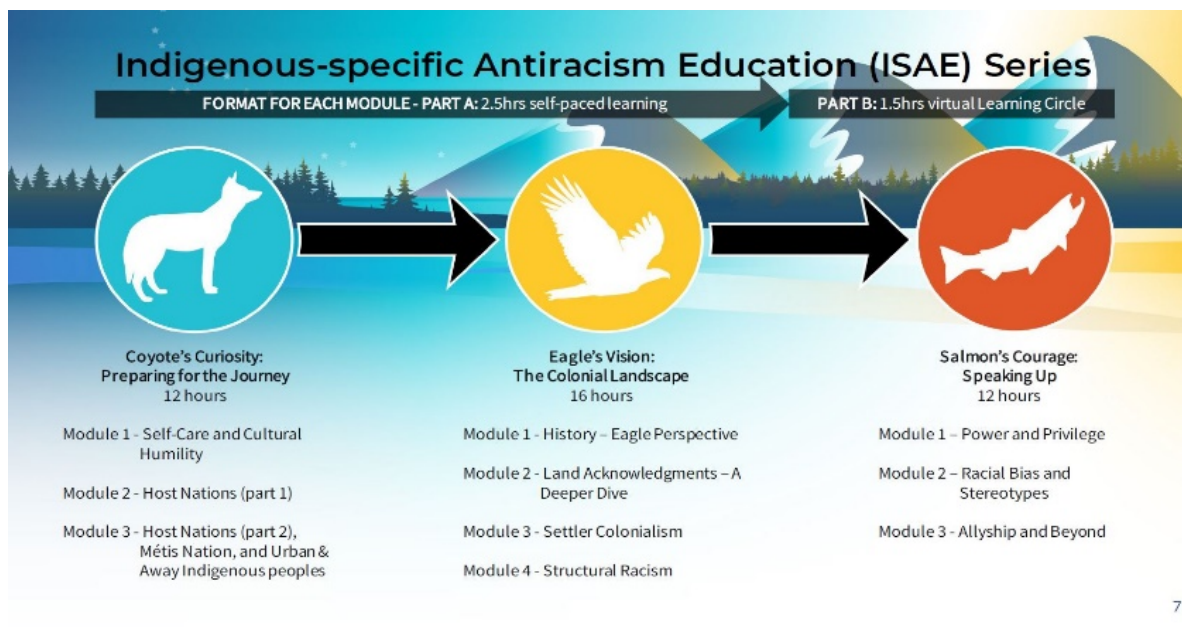 Indigenous-specific Antiracism Education (ISAE) Series
FORMAT FOR EACH MODULE - PART A: 2.5hrs self-paced learning
PART B: 1.5hrs virtual Learning Circle
Coyote's Curiosity:
Preparing for the Journey
12 hours
Module 1 - Self-Care and Cultural
Humility
Module 2 - Host Nations (part 1)
Module 3 - Host Nations (part 2),
Métis Nation, and Urban &
Away Indigenous peoples
Eagle's Vision:
The Colonial Landscape
16 hours
Module 1 - History – Eagle Perspective
Module 2 - Land Acknowledgments – A
Deeper Dive
Module 3 - Settler Colonialism
Module 4 - Structural Racism
Salmon's Courage:
Speaking Up
12 hours
Module 1 – Power and Privilege
Module 2 – Racial Bias and
Stereotypes
Module 3 - Allyship and Beyond
7